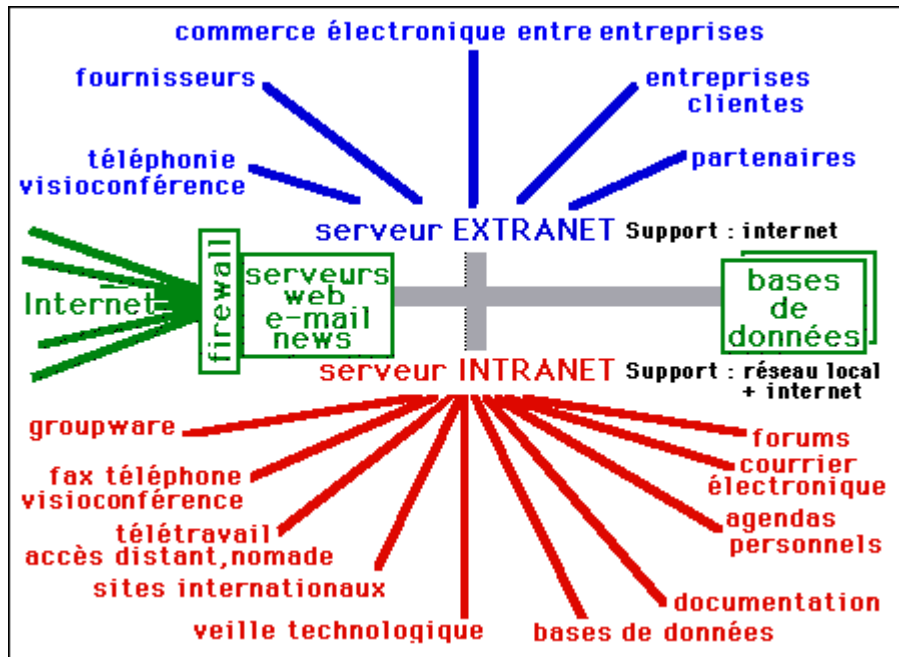 commerce électronique entre entreprises
fournisseurs
entreprises
clientes
téléphonie
visioconférence
partenaires
serveur EXTRANET Support : internet
Internet
firewall
serveurs
web
e-mail
news
bases
de
données
serveur INTRANET Support : réseau local
+ internet
groupware
forums
fax téléphone
visioconférence
courrier
électronique
télétravail
accès distant,nomade
agendas
personnels
sites internationaux
documentation
veille technologique
bases de données